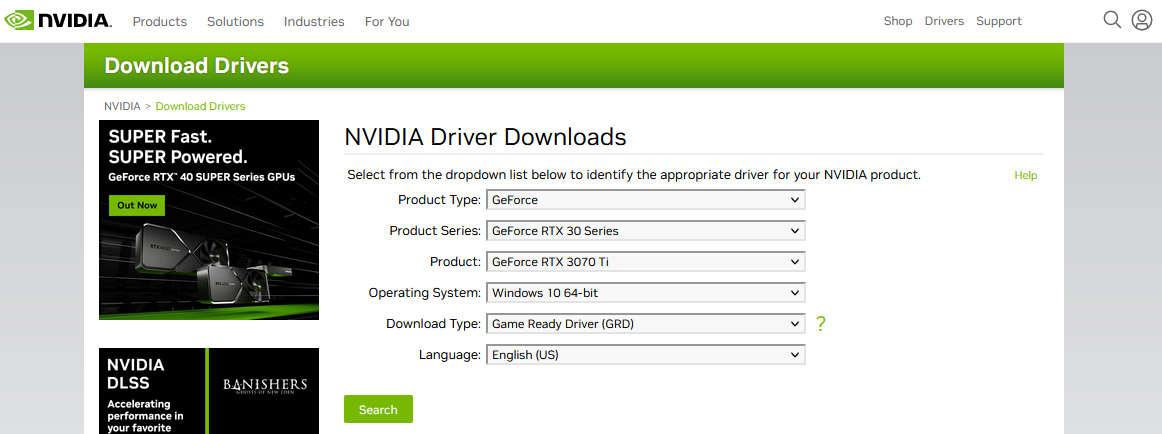 NVIDIA. Products Solutions Industries For You Shop Drivers Support
Download Drivers
NVIDIA > Download Drivers
SUPER Fast.
SUPER Powered.
GeForce RTX™ 40 SUPER Series GPUs
Out Now
NVIDIA
DLSS
Accelerating
performance in
your favorite
BANISHERS
GHOSTS OF NEW EDEN
NVIDIA Driver Downloads
Select from the dropdown list below to identify the appropriate driver for your NVIDIA product. Help
Product Type: GeForce
Product Series: GeForce RTX 30 Series
Product: GeForce RTX 3070 Ti
Operating System: Windows 10 64-bit
Download Type: Game Ready Driver (GRD) ?
Language: English (US)
Search